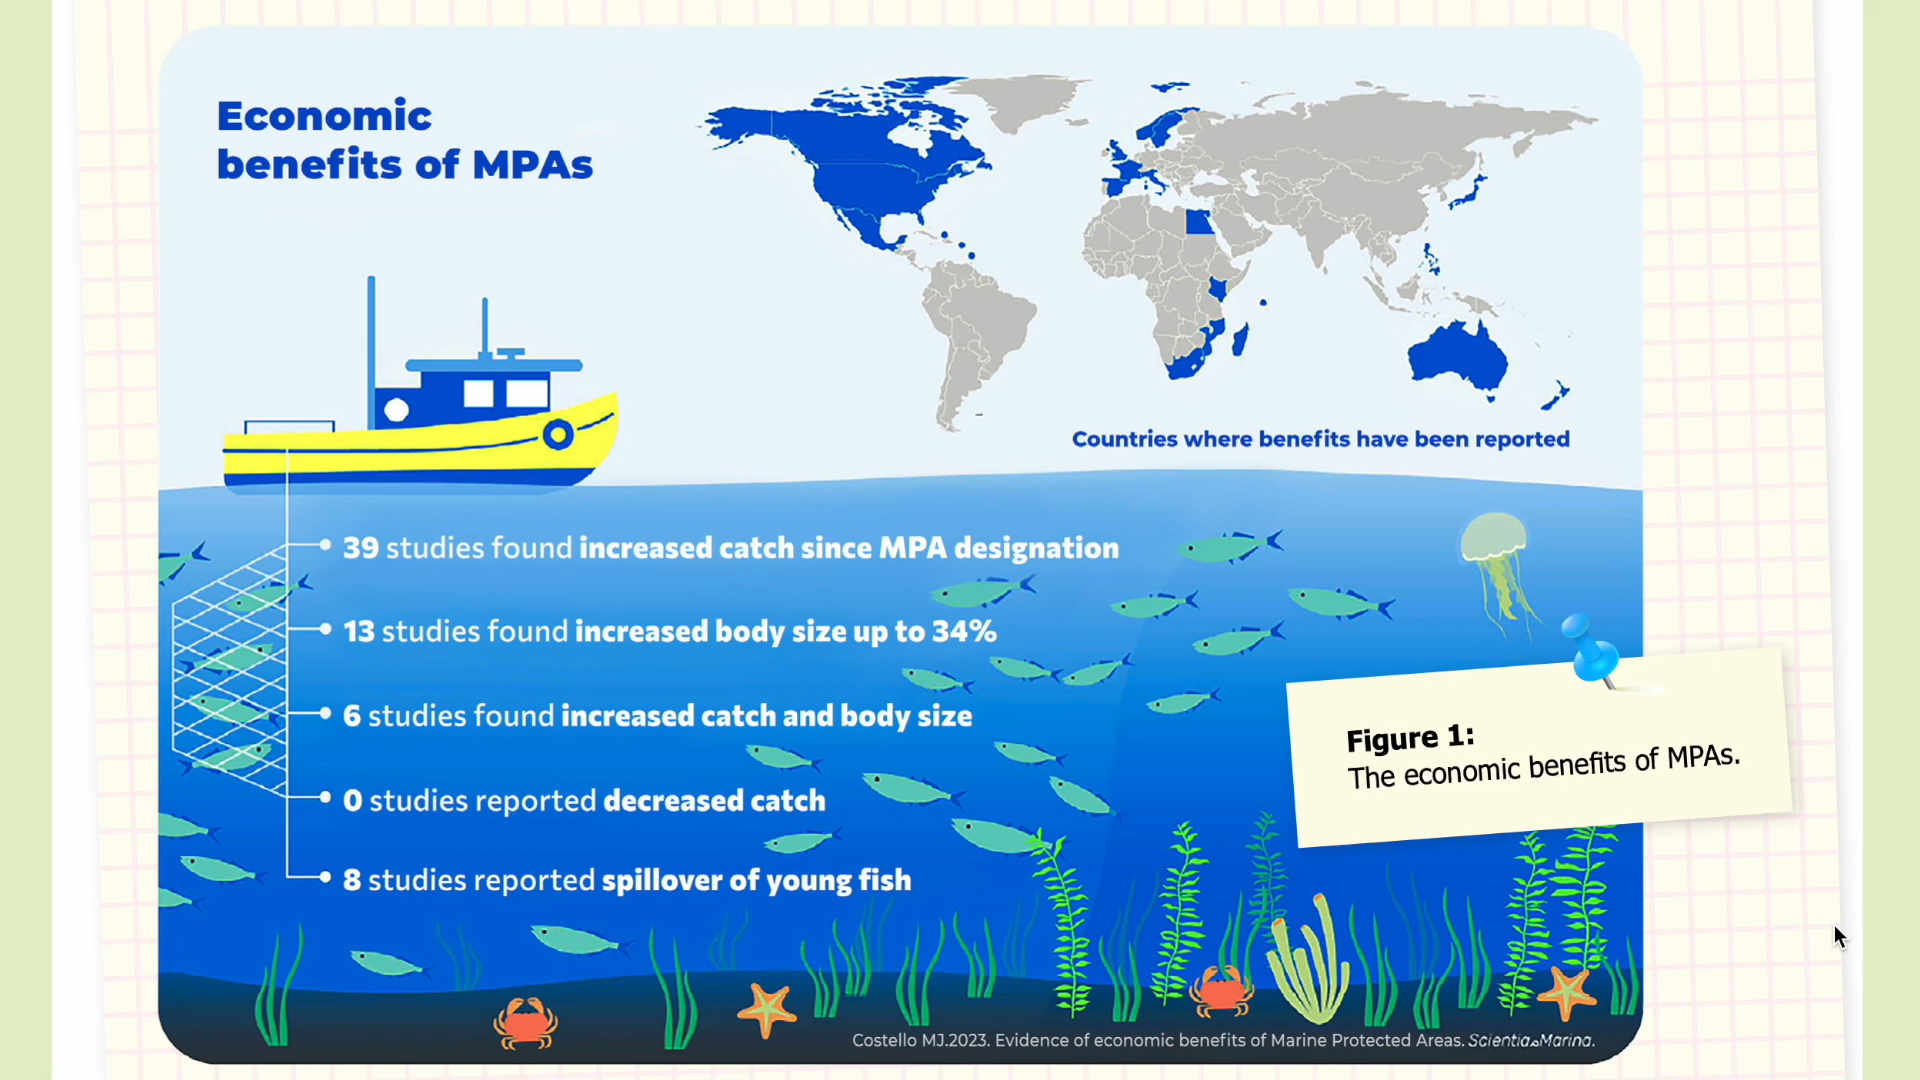 Economic
benefits of MPAs
Countries where benefits have been reported
39 studies found increased catch since MPA designation
13 studies found increased body size up to 34%
6 studies found increased catch and body size
0 studies reported decreased catch
8 studies reported spillover of young fish
Figure 1:
The economic benefits of MPAs.
Costello MJ.2023. Evidence of economic benefits of Marine Protected Areas. Scientia Marina.